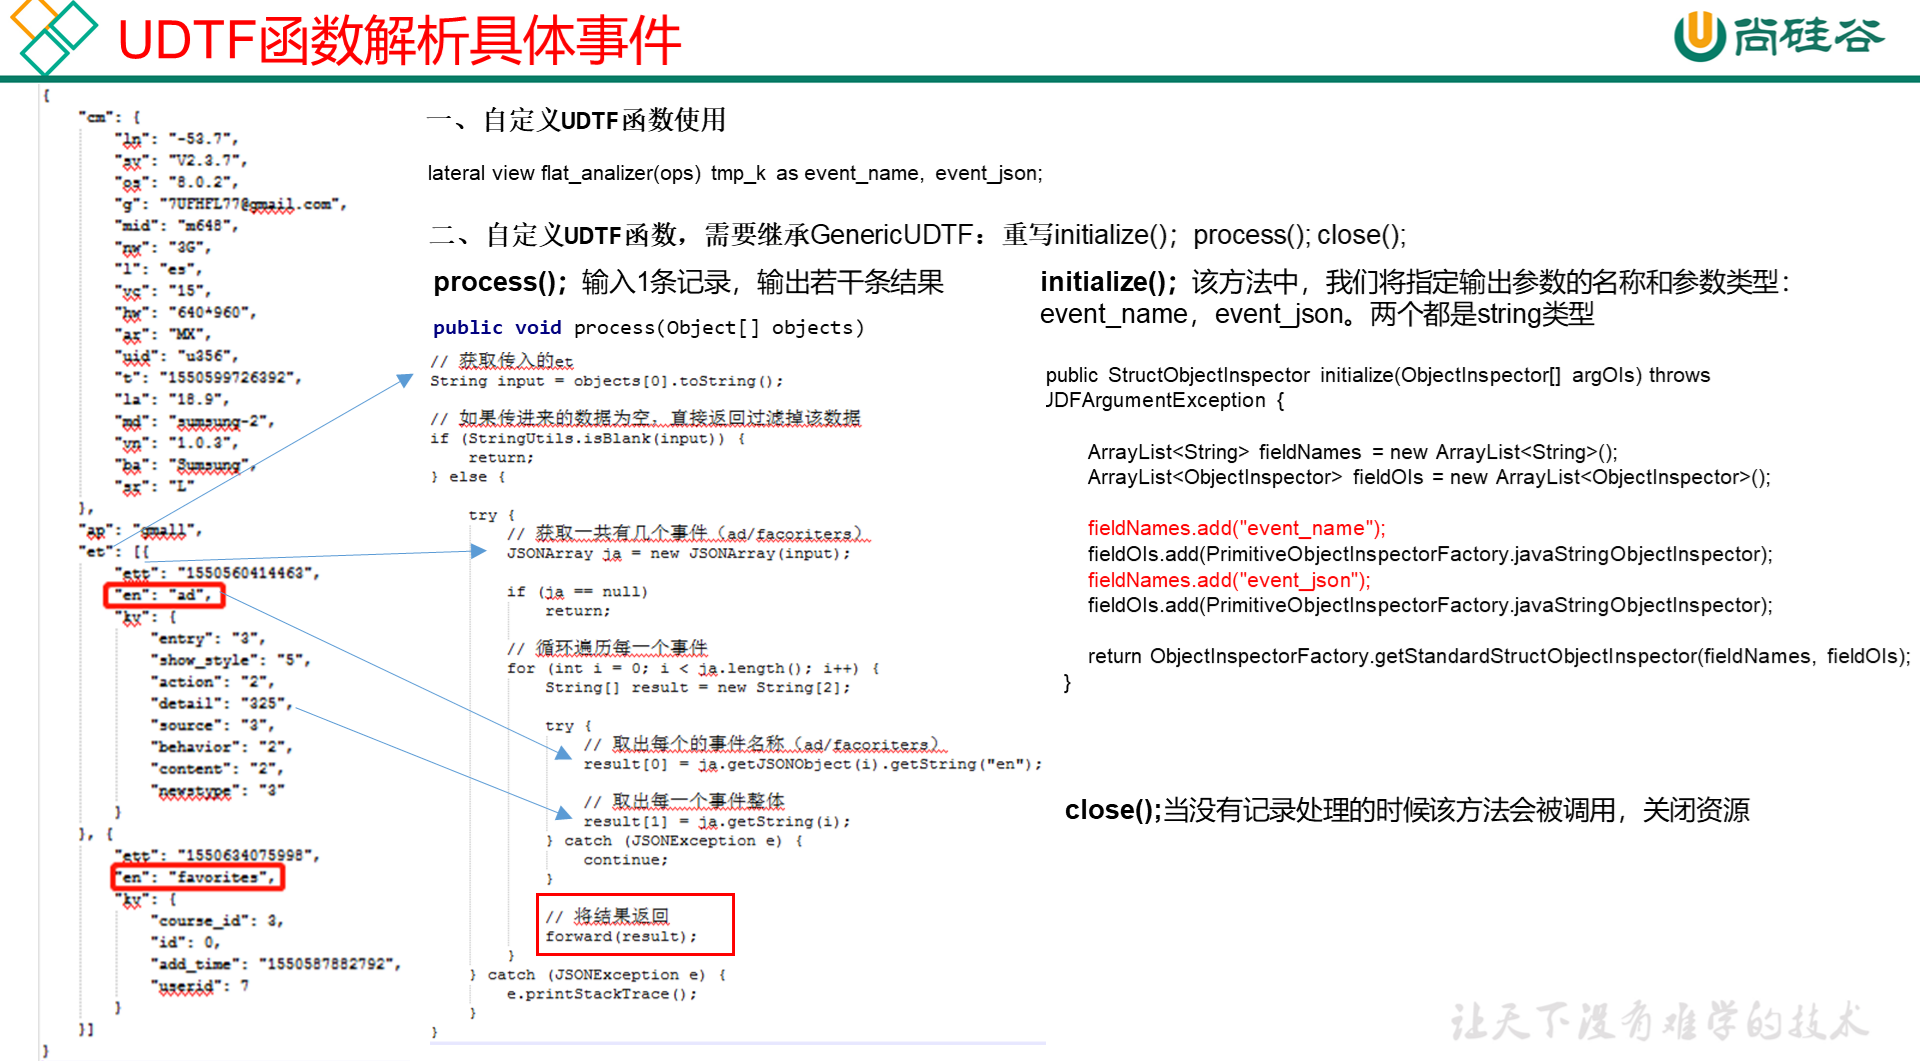 UDTF函数解析具体事件
尚硅谷
{
"cm": {
"ln": "-53.7",
"sv": "V2.3.7",
"os": "8.0.2",
"g": "7UFHFL77@gmail.com",
"mid": "m648",
"nw": "3G",
"l": "es",
"vc": "15",
"hw": "640*960",
"ar": "MX",
"uid": "u356",
"t": "1550599726392",
"la": "18.9",
"md": "sumsung-2",
"vn": "1.0.3",
"ba": "Sumsung",
"sr": "L"
},
"ap": "gmall",
"et": [{
"ett": "1550560414463",
"en": "ad",
"kv": {
"entry": "3",
"show_style": "5",
"action": "2",
"detail": "325",
"source": "3",
"behavior": "2",
"content": "2",
"newstype": "3"
}
}, {
"ett": "1550634075998",
"en": "favorites",
"kv": {
"course_id": 3,
"id": 0,
"add_time": "1550587882792",
"userid": 7
}
}]
}
一、自定义UDTF函数使用
lateral view flat_analizer(ops) tmp_k as event_name, event_json;
二、自定义UDTF函数，需要继承GenericUDTF：重写initialize()；process(); close();
process()；输入1条记录，输出若干条结果
public void process(Object[] objects)
// 获取传入的et
String input = objects[0].toString();
// 如果传进来的数据为空，直接返回过滤掉该数据
if (StringUtils.isBlank(input)) {
return;
} else {
try {
// 获取一共有几个事件（ad/facoriters）
JSONArray ja = new JSONArray(input);
if (ja == null)
return;
// 循环遍历每一个事件
for (int i = 0; i < ja.length(); i++) {
String[] result = new String[2];
try {
// 取出每个的事件名称（ad/facoriters）
result[0] = ja.getJSONObject(i).getString("en");
// 取出每一个事件整体
result[1] = ja.getString(i);
} catch (JSONException e) {
continue;
}
// 将结果返回
forward(result);
}
} catch (JSONException e) {
e.printStackTrace();
}
}
initialize()；该方法中，我们将指定输出参数的名称和参数类型：
event_name，event_json。两个都是string类型
public StructObjectInspector initialize(ObjectInspector[] argOIs) throws
UDFArgumentException {
ArrayList<String> fieldNames = new ArrayList<String>();
ArrayList<ObjectInspector> fieldOIs = new ArrayList<ObjectInspector>();
fieldNames.add("event_name");
fieldOIs.add(PrimitiveObjectInspectorFactory.javaStringObjectInspector);
fieldNames.add("event_json");
fieldOIs.add(PrimitiveObjectInspectorFactory.javaStringObjectInspector);
return ObjectInspectorFactory.getStandardStructObjectInspector(fieldNames, fieldOIs);
}
close();当没有记录处理的时候该方法会被调用，关闭资源
让天下没有难学的技术